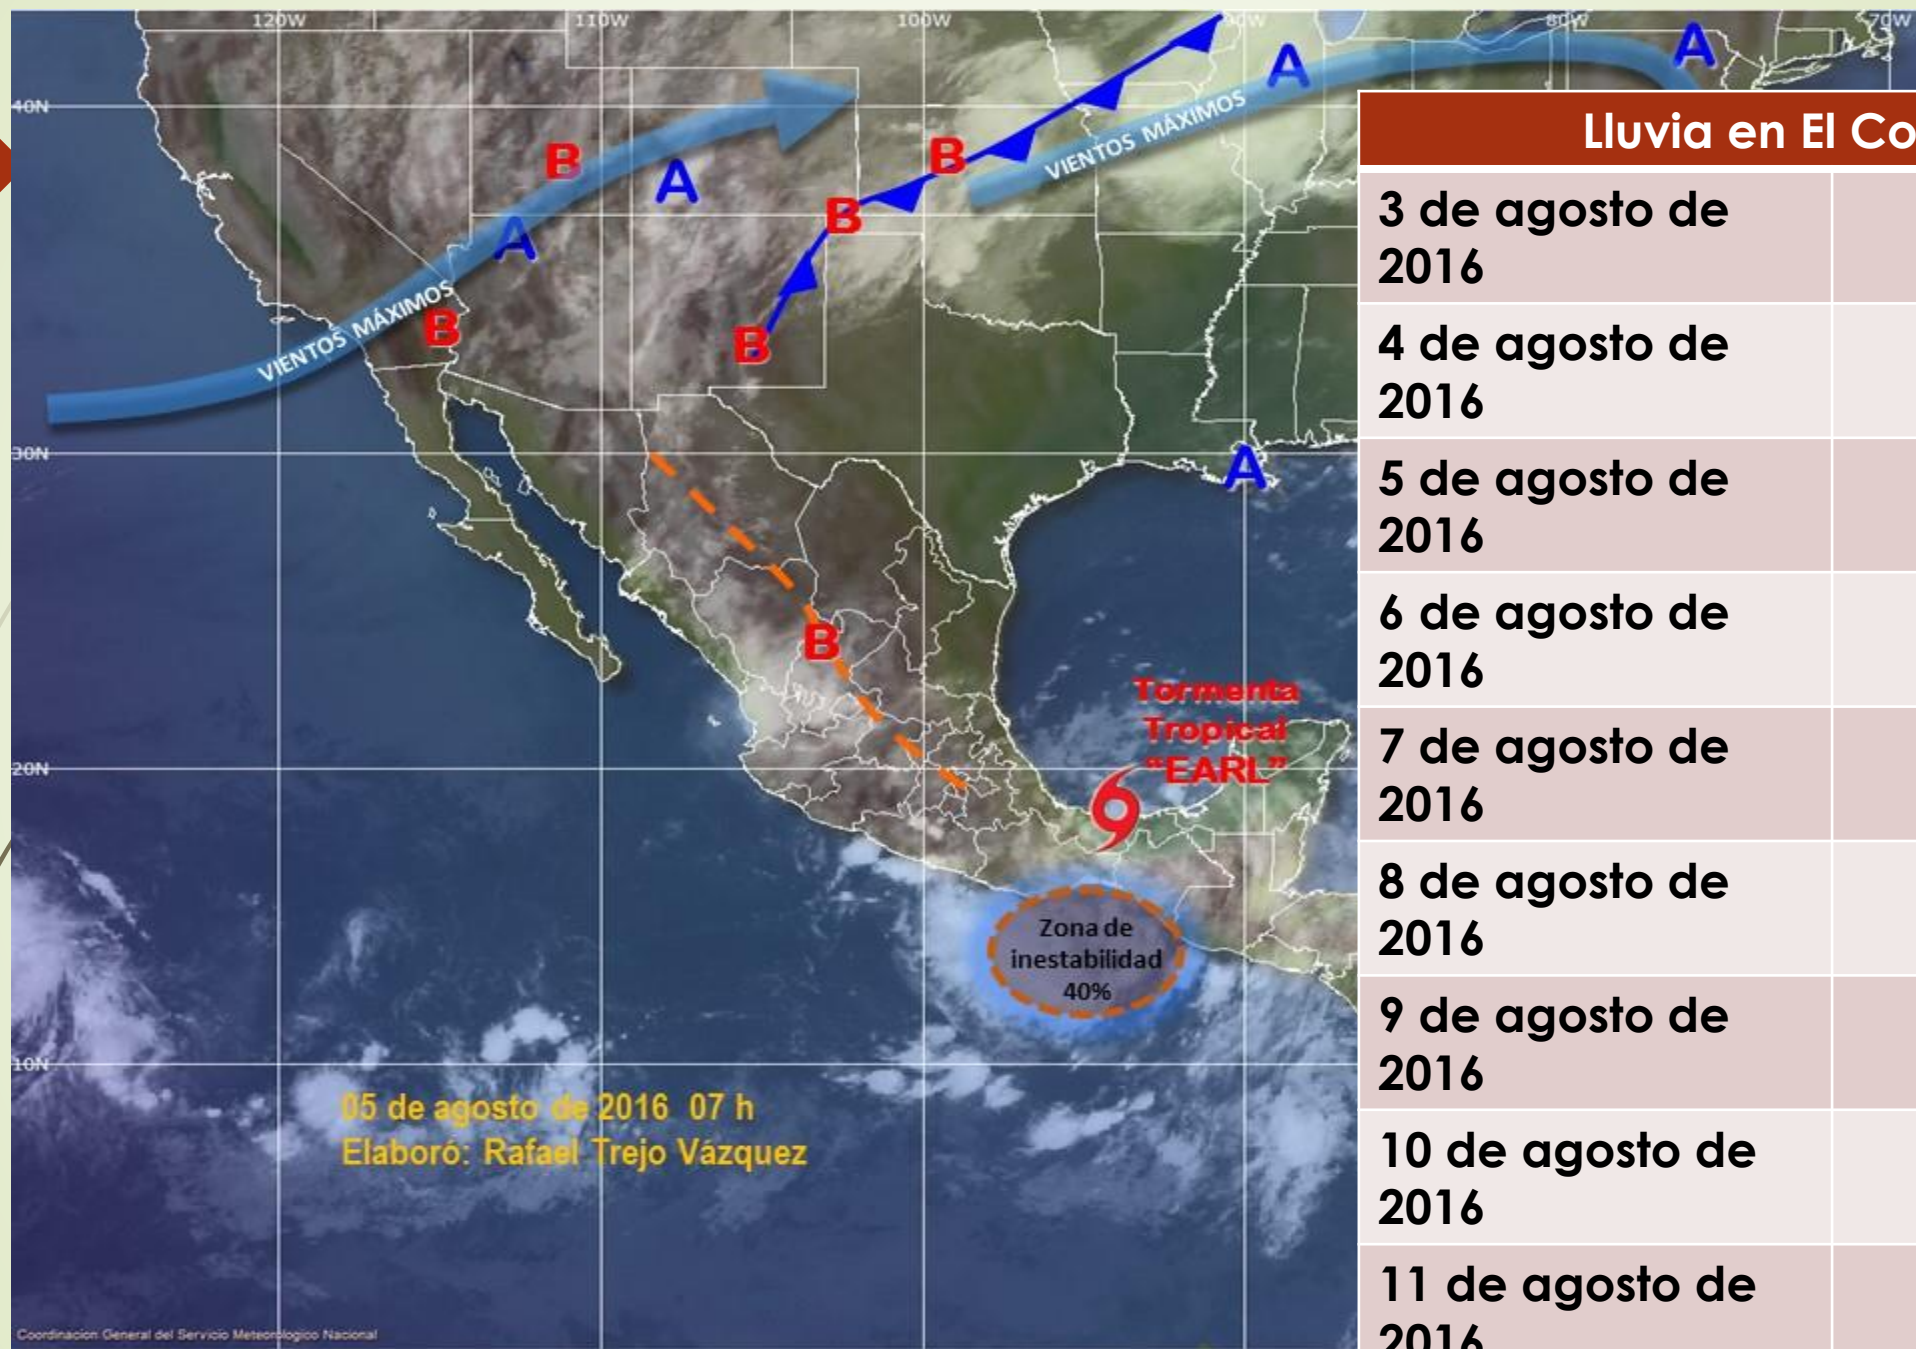 120W 110W 100W 90W 80W 70W
40N
A
A
VIENTOS MÁXIMOS
B
B
A
B
A
VIENTOS MÁXIMOS
B
B
30N
A
B
Tormenta
Tropical
"EARL"
20N
Zona de
inestabilidad
40%
10N
05 de agosto de 2016 07 h
Elaboró: Rafael Trejo Vázquez
Coordinacion General del Servicio Meteorologico Nacional
Lluvia en El Co
3 de agosto de
2016
4 de agosto de
2016
5 de agosto de
2016
6 de agosto de
2016
7 de agosto de
2016
8 de agosto de
2016
9 de agosto de
2016
10 de agosto de
2016
11 de agosto de
2016